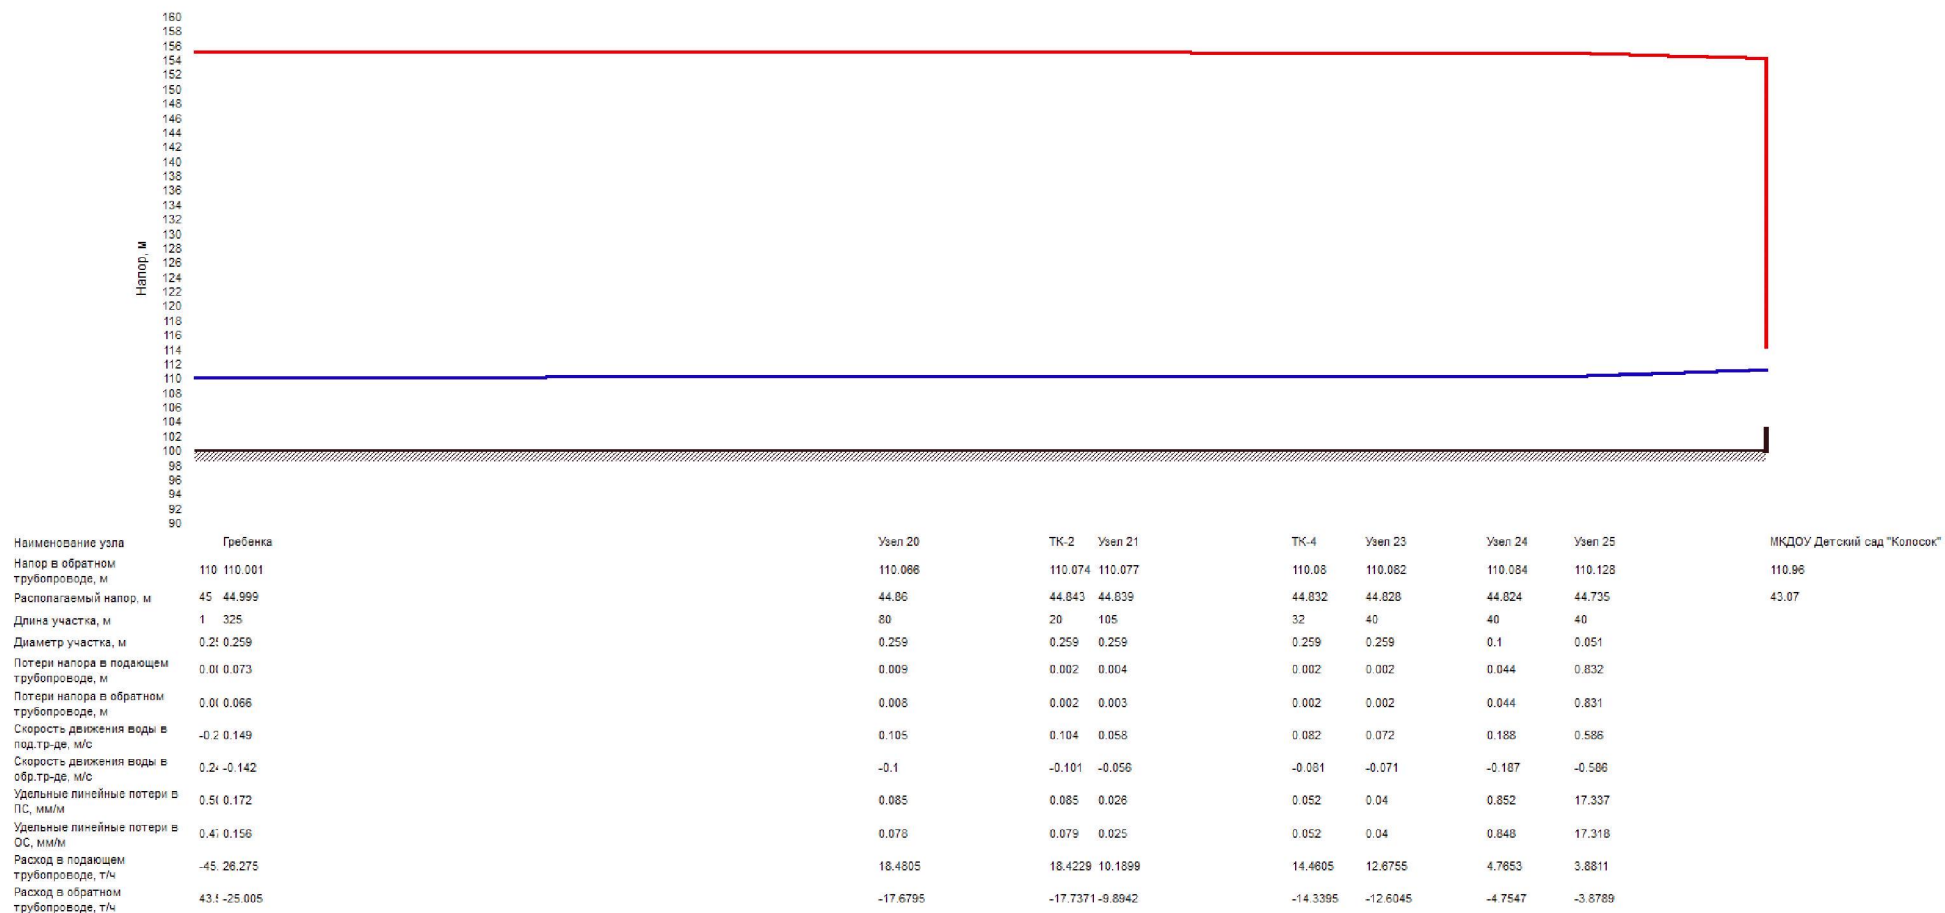 160
158
156
154
152
150
148
146
144
142
140
138
136
134
132
130
128
126
124
122
120
118
116
114
112
110
108
106
104
102
100
98
96
94
92
90
Напор, м
Наименование узла Гребенка Узел 20 ТК-2 Узел 21 ТК-4 Узел 23 Узел 24 Узел 25 МКДОУ Детский сад "Колосок"
Напор в обратном
трубопроводе, м 110 110.001 110.066 110.074 110.077 110.08 110.082 110.084 110.128 110.96
Располагаемый напор, м 45 44.999 44.86 44.843 44.839 44.832 44.828 44.824 44.735 43.07
Длина участка, м 1 325 80 20 105 32 40 40 40
Диаметр участка, м 0.259 0.259 0.259 0.259 0.259 0.259 0.1 0.051
Потери напора в подающем
трубопроводе, м 0.073 0.009 0.002 0.004 0.002 0.002 0.044 0.832
Потери напора в обратном
трубопроводе, м 0.066 0.008 0.002 0.003 0.002 0.002 0.044 0.831
Скорость движения воды в
под.тр-де, м/с -0.2 0.149 0.105 0.104 0.058 0.082 0.072 0.188 0.586
Скорость движения воды в
обр.тр-де, м/с -0.142 -0.1 -0.101 -0.056 -0.081 -0.071 -0.187 -0.586
Удельные линейные потери в
ПС, мм/м 0.172 0.085 0.085 0.026 0.052 0.04 0.852 17.337
Удельные линейные потери в
ОС, мм/м 0.156 0.078 0.079 0.025 0.052 0.04 0.848 17.318
Расход в подающем
трубопроводе, т/ч -45. 26.275 18.4805 18.4229 10.1899 14.4605 12.6755 4.7653 3.8811
Расход в обратном
трубопроводе, т/ч -25.005 -17.6795 -17.7371 -9.8942 -14.3395 -12.6045 -4.7547 -3.8789